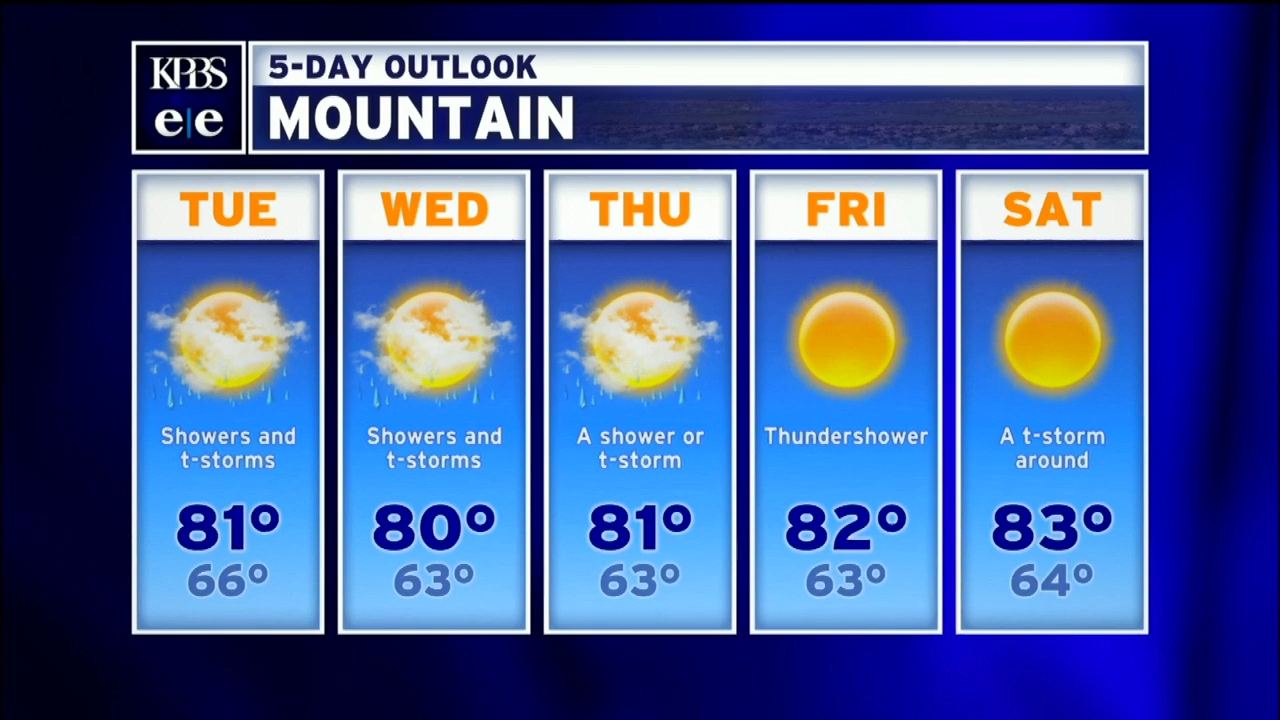 KPBS
e|e
5-DAY OUTLOOK
MOUNTAIN
TUE
Showers and
t-storms
81°
66°
WED
Showers and
t-storms
80°
63°
THU
A shower or
t-storm
81°
63°
FRI
Thundershower
82°
63°
SAT
A t-storm
around
83°
64°